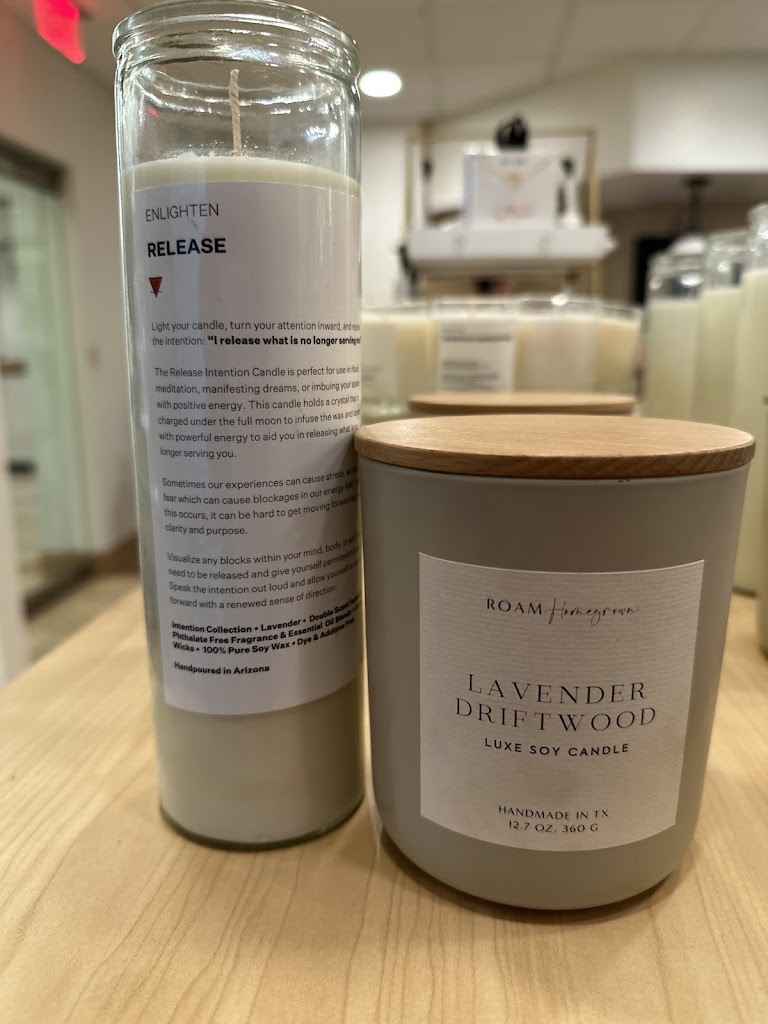 ENLIGHTEN
RELEASE
Light your candle, turn your attention inward, and
the intention: "I release what is no longer serving
The Release Intention Candle is perfect for use in
meditation, manifesting dreams, or imbuing your space
with positive energy. This candle holds a crystal
charged under the full moon to infuse the wax and
with powerful energy to aid you in releasing what
longer serving you.
Sometimes our experiences can cause stress,
fear which can cause blockages in our energy
this occurs, it can be hard to get moving forward
clarity and purpose.
Visualize any blocks within your mind, body, or
need to be released and give yourself permission
Speak the intention out loud and allow yourself
forward with a renewed sense of direction.
Intention Collection • Lavender • Double
Phthalate Free Fragrance & Essential Oil
Wicks • 100% Pure Soy Wax • Dye & Additive Free
Handpoured in Arizona
ROAM Homegrown
LAVENDER
DRIFTWOOD
LUXE SOY CANDLE
HANDMADE IN TX
12.7 OZ, 360 G